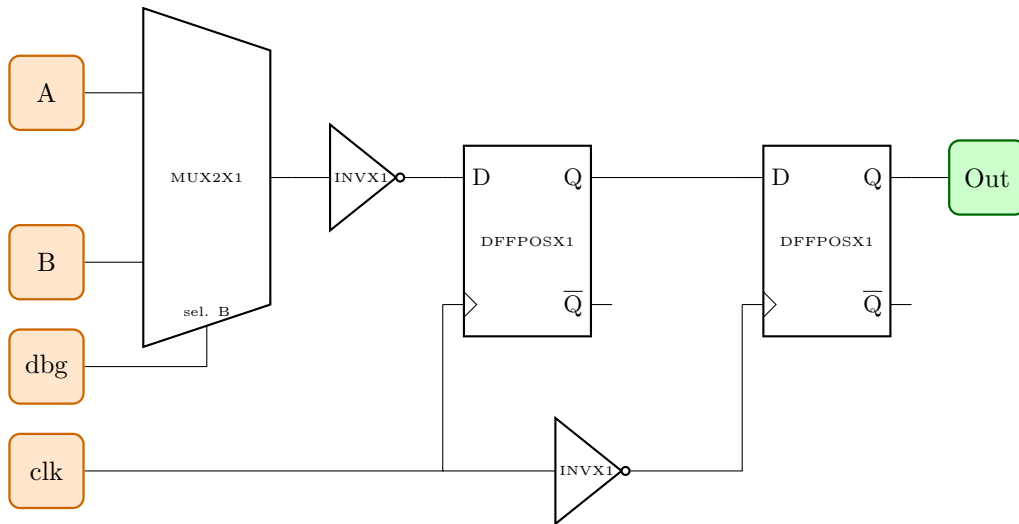 A
MUX2X1
INVX1
D
Q
D
Q
Out
DFFPOSX1
DFFPOSX1
B
sel. B
Q̅
Q̅
dbg
clk
INVX1